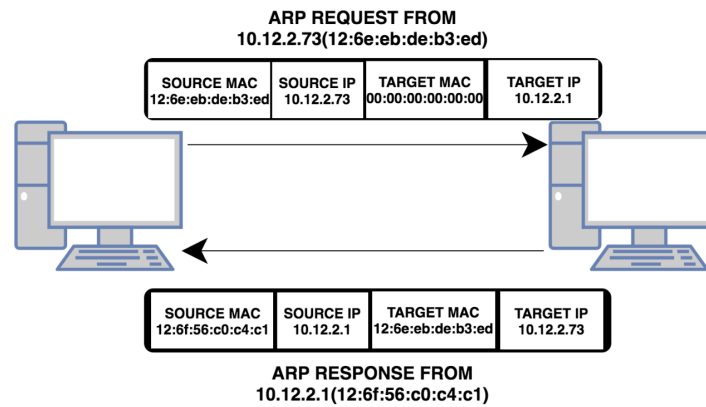 ARP REQUEST FROM
10.12.2.73(12:6e:eb:de:b3:ed)
SOURCE MAC SOURCE IP TARGET MAC TARGET IP
12:6e:eb:de:b3:ed 10.12.2.73 00:00:00:00:00:00 10.12.2.1
SOURCE MAC SOURCE IP TARGET MAC TARGET IP
12:6f:56:c0:c4:c1 10.12.2.1 12:6e:eb:de:b3:ed 10.12.2.73
ARP RESPONSE FROM
10.12.2.1(12:6f:56:c0:c4:c1)